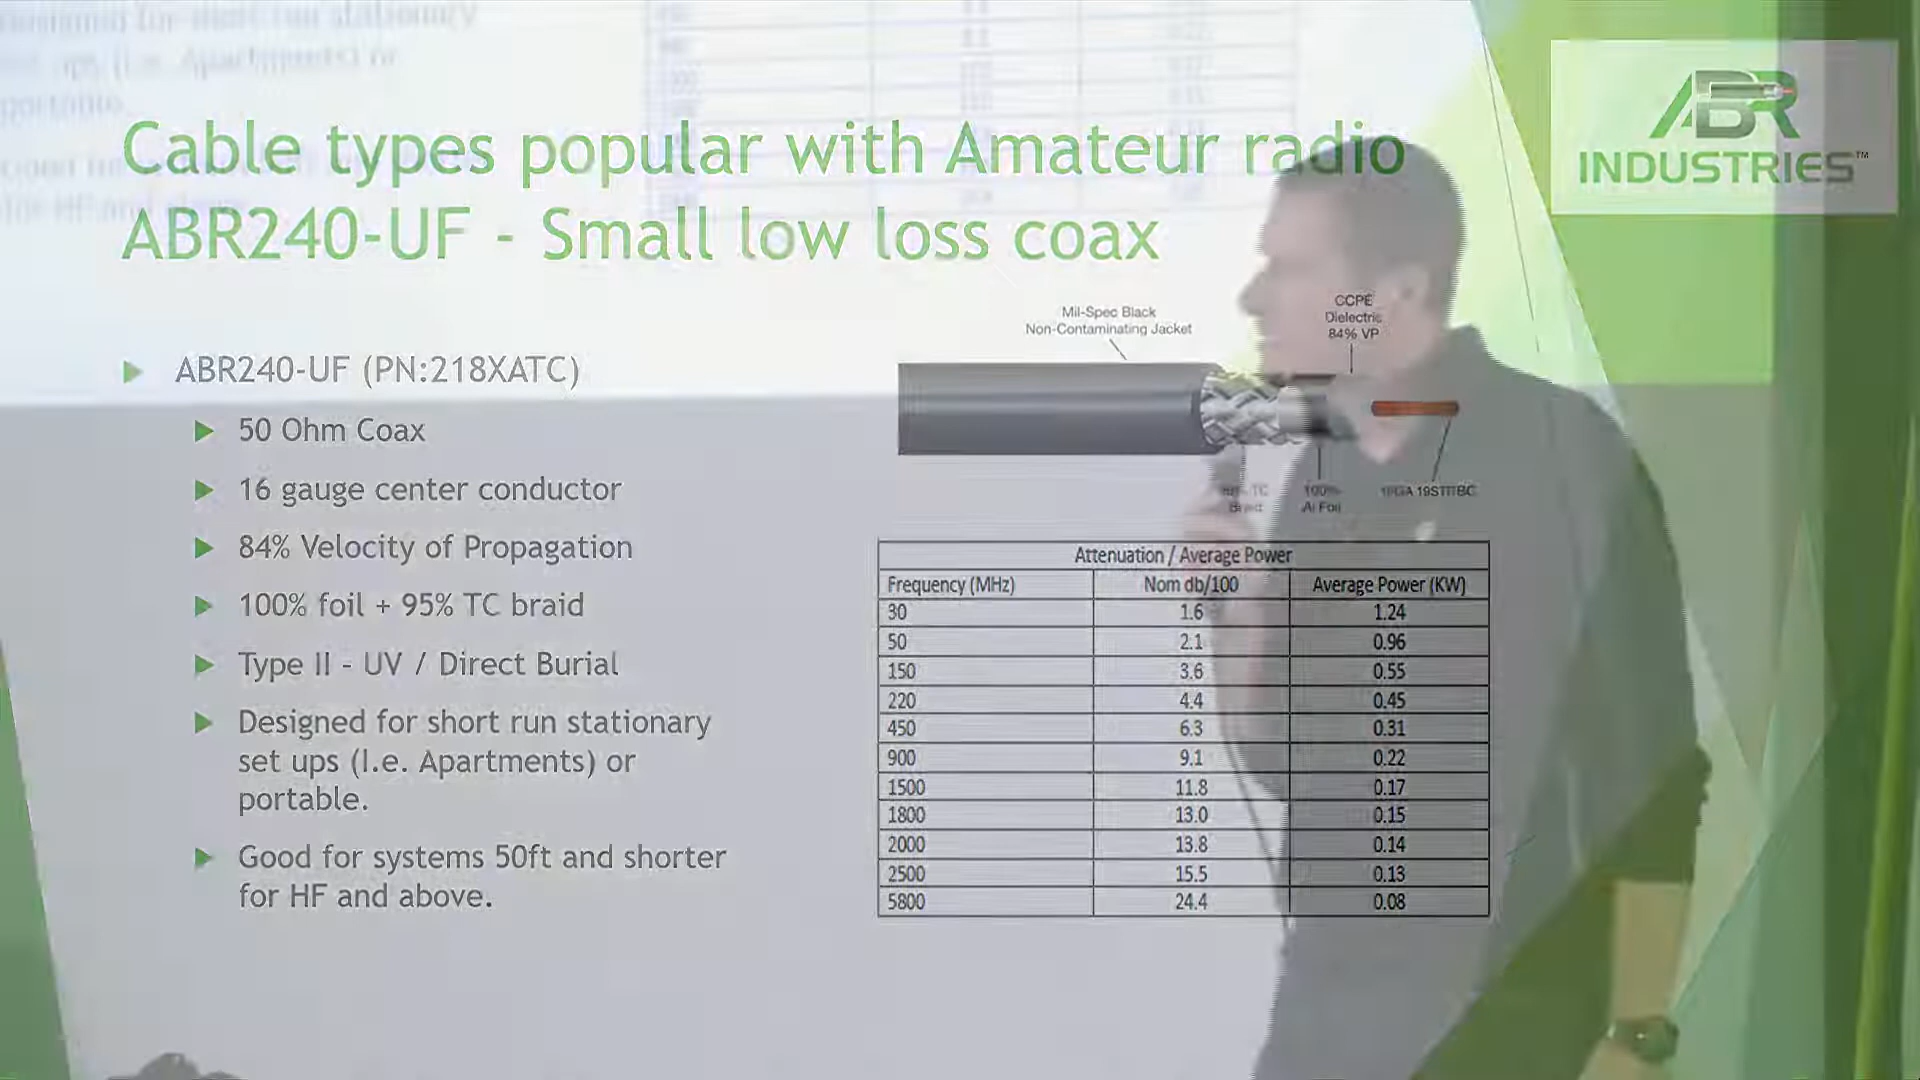 Cable types popular with Amateur radio
ABR240-UF - Small low loss coax
ABR
INDUSTRIES™
ABR240-UF (PN:218XATC)
50 Ohm Coax
16 gauge center conductor
84% Velocity of Propagation
100% foil + 95% TC braid
Type II - UV / Direct Burial
Designed for short run stationary
set ups (I.e. Apartments) or
portable.
Good for systems 50ft and shorter
for HF and above.
Mil-Spec Black
Non-Contaminating Jacket
CCPE
Dielectric
84% VP
TC
Braid
100%
Al Foil
Attenuation / Average Power
Frequency (MHz) Nom db/100 Average Power (KW)
30 1.6 1.24
50 2.1 0.96
150 3.6 0.55
220 4.4 0.45
450 6.3 0.31
900 9.1 0.22
1500 11.8 0.17
1800 13.0 0.15
2000 13.8 0.14
2500 15.5 0.13
5800 24.4 0.08